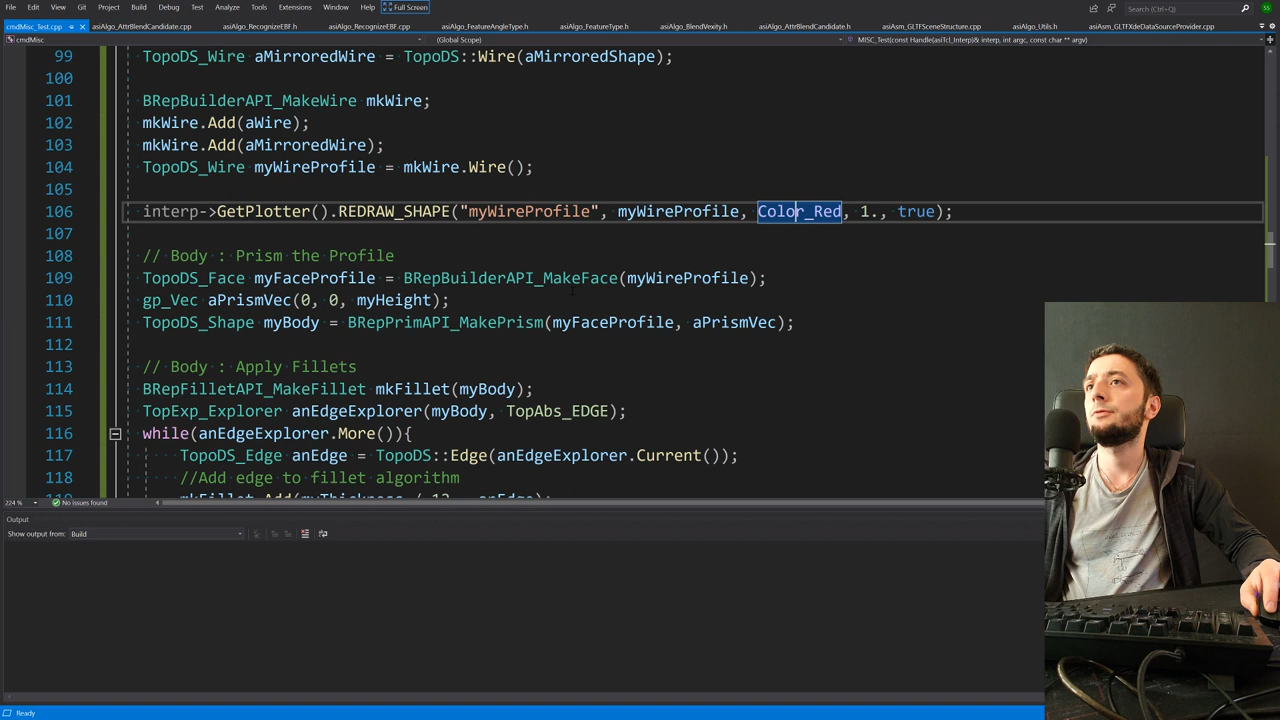 File Edit View Git Project Build Debug Test Analyze Tools Extensions Window Help Full Screen Search (Ctrl+Q) SS
cmdMisc_Test.cpp asiAlgo_AttrBlendCandidate.cpp asiAlgo_RecognizeEBF.h asiAlgo_RecognizeEBF.cpp asiAlgo_FeatureAngleType.h asiAlgo_FeatureType.h asiAlgo_BlendVexity.h asiAlgo_AttrBlendCandidate.h asiAsm_GLTFSceneStructure.cpp asiAlgo_Utils.h asiAsm_GLTFXdeDataSourceProvider.cpp
cmdMisc (Global Scope) MISC_Test(const Handle(asiTcl_Interp)& interp, int argc, const char ** argv)
99 TopoDS_Wire aMirroredWire = TopoDS::Wire(aMirroredShape);
100
101 BRepBuilderAPI_MakeWire mkWire;
102 mkWire.Add(aWire);
103 mkWire.Add(aMirroredWire);
104 TopoDS_Wire myWireProfile = mkWire.Wire();
105
106 interp->GetPlotter().REDRAW_SHAPE("myWireProfile", myWireProfile, Color_Red, 1., true);
107
108 // Body : Prism the Profile
109 TopoDS_Face myFaceProfile = BRepBuilderAPI_MakeFace(myWireProfile);
110 gp_Vec aPrismVec(0, 0, myHeight);
111 TopoDS_Shape myBody = BRepPrimAPI_MakePrism(myFaceProfile, aPrismVec);
112
113 // Body : Apply Fillets
114 BRepFilletAPI_MakeFillet mkFillet(myBody);
115 TopExp_Explorer anEdgeExplorer(myBody, TopAbs_EDGE);
116 while(anEdgeExplorer.More()){
117 TopoDS_Edge anEdge = TopoDS::Edge(anEdgeExplorer.Current());
118 //Add edge to fillet algorithm
mkFillet.Add(myThickness / 12., anEdge);
224 % No issues found
Output
Show output from: Build
Ready